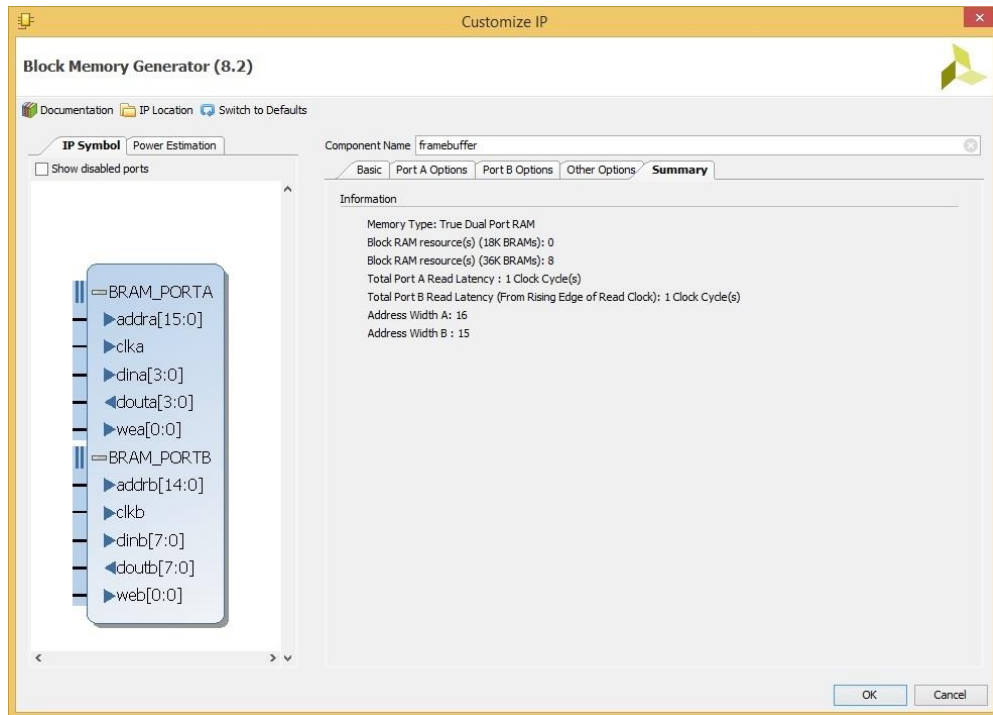 Customize IP
Block Memory Generator (8.2)
Documentation IP Location Switch to Defaults
IP Symbol Power Estimation
Show disabled ports
BRAM_PORTA
addra[15:0]
clka
dina[3:0]
douta[3:0]
wea[0:0]
BRAM_PORTB
addrb[14:0]
clkb
dinb[7:0]
doutb[7:0]
web[0:0]
Component Name framebuffer
Basic Port A Options Port B Options Other Options Summary
Information
Memory Type: True Dual Port RAM
Block RAM resource(s) (18K BRAMs): 0
Block RAM resource(s) (36K BRAMs): 8
Total Port A Read Latency : 1 Clock Cycle(s)
Total Port B Read Latency (From Rising Edge of Read Clock): 1 Clock Cycle(s)
Address Width A: 16
Address Width B : 15
OK Cancel